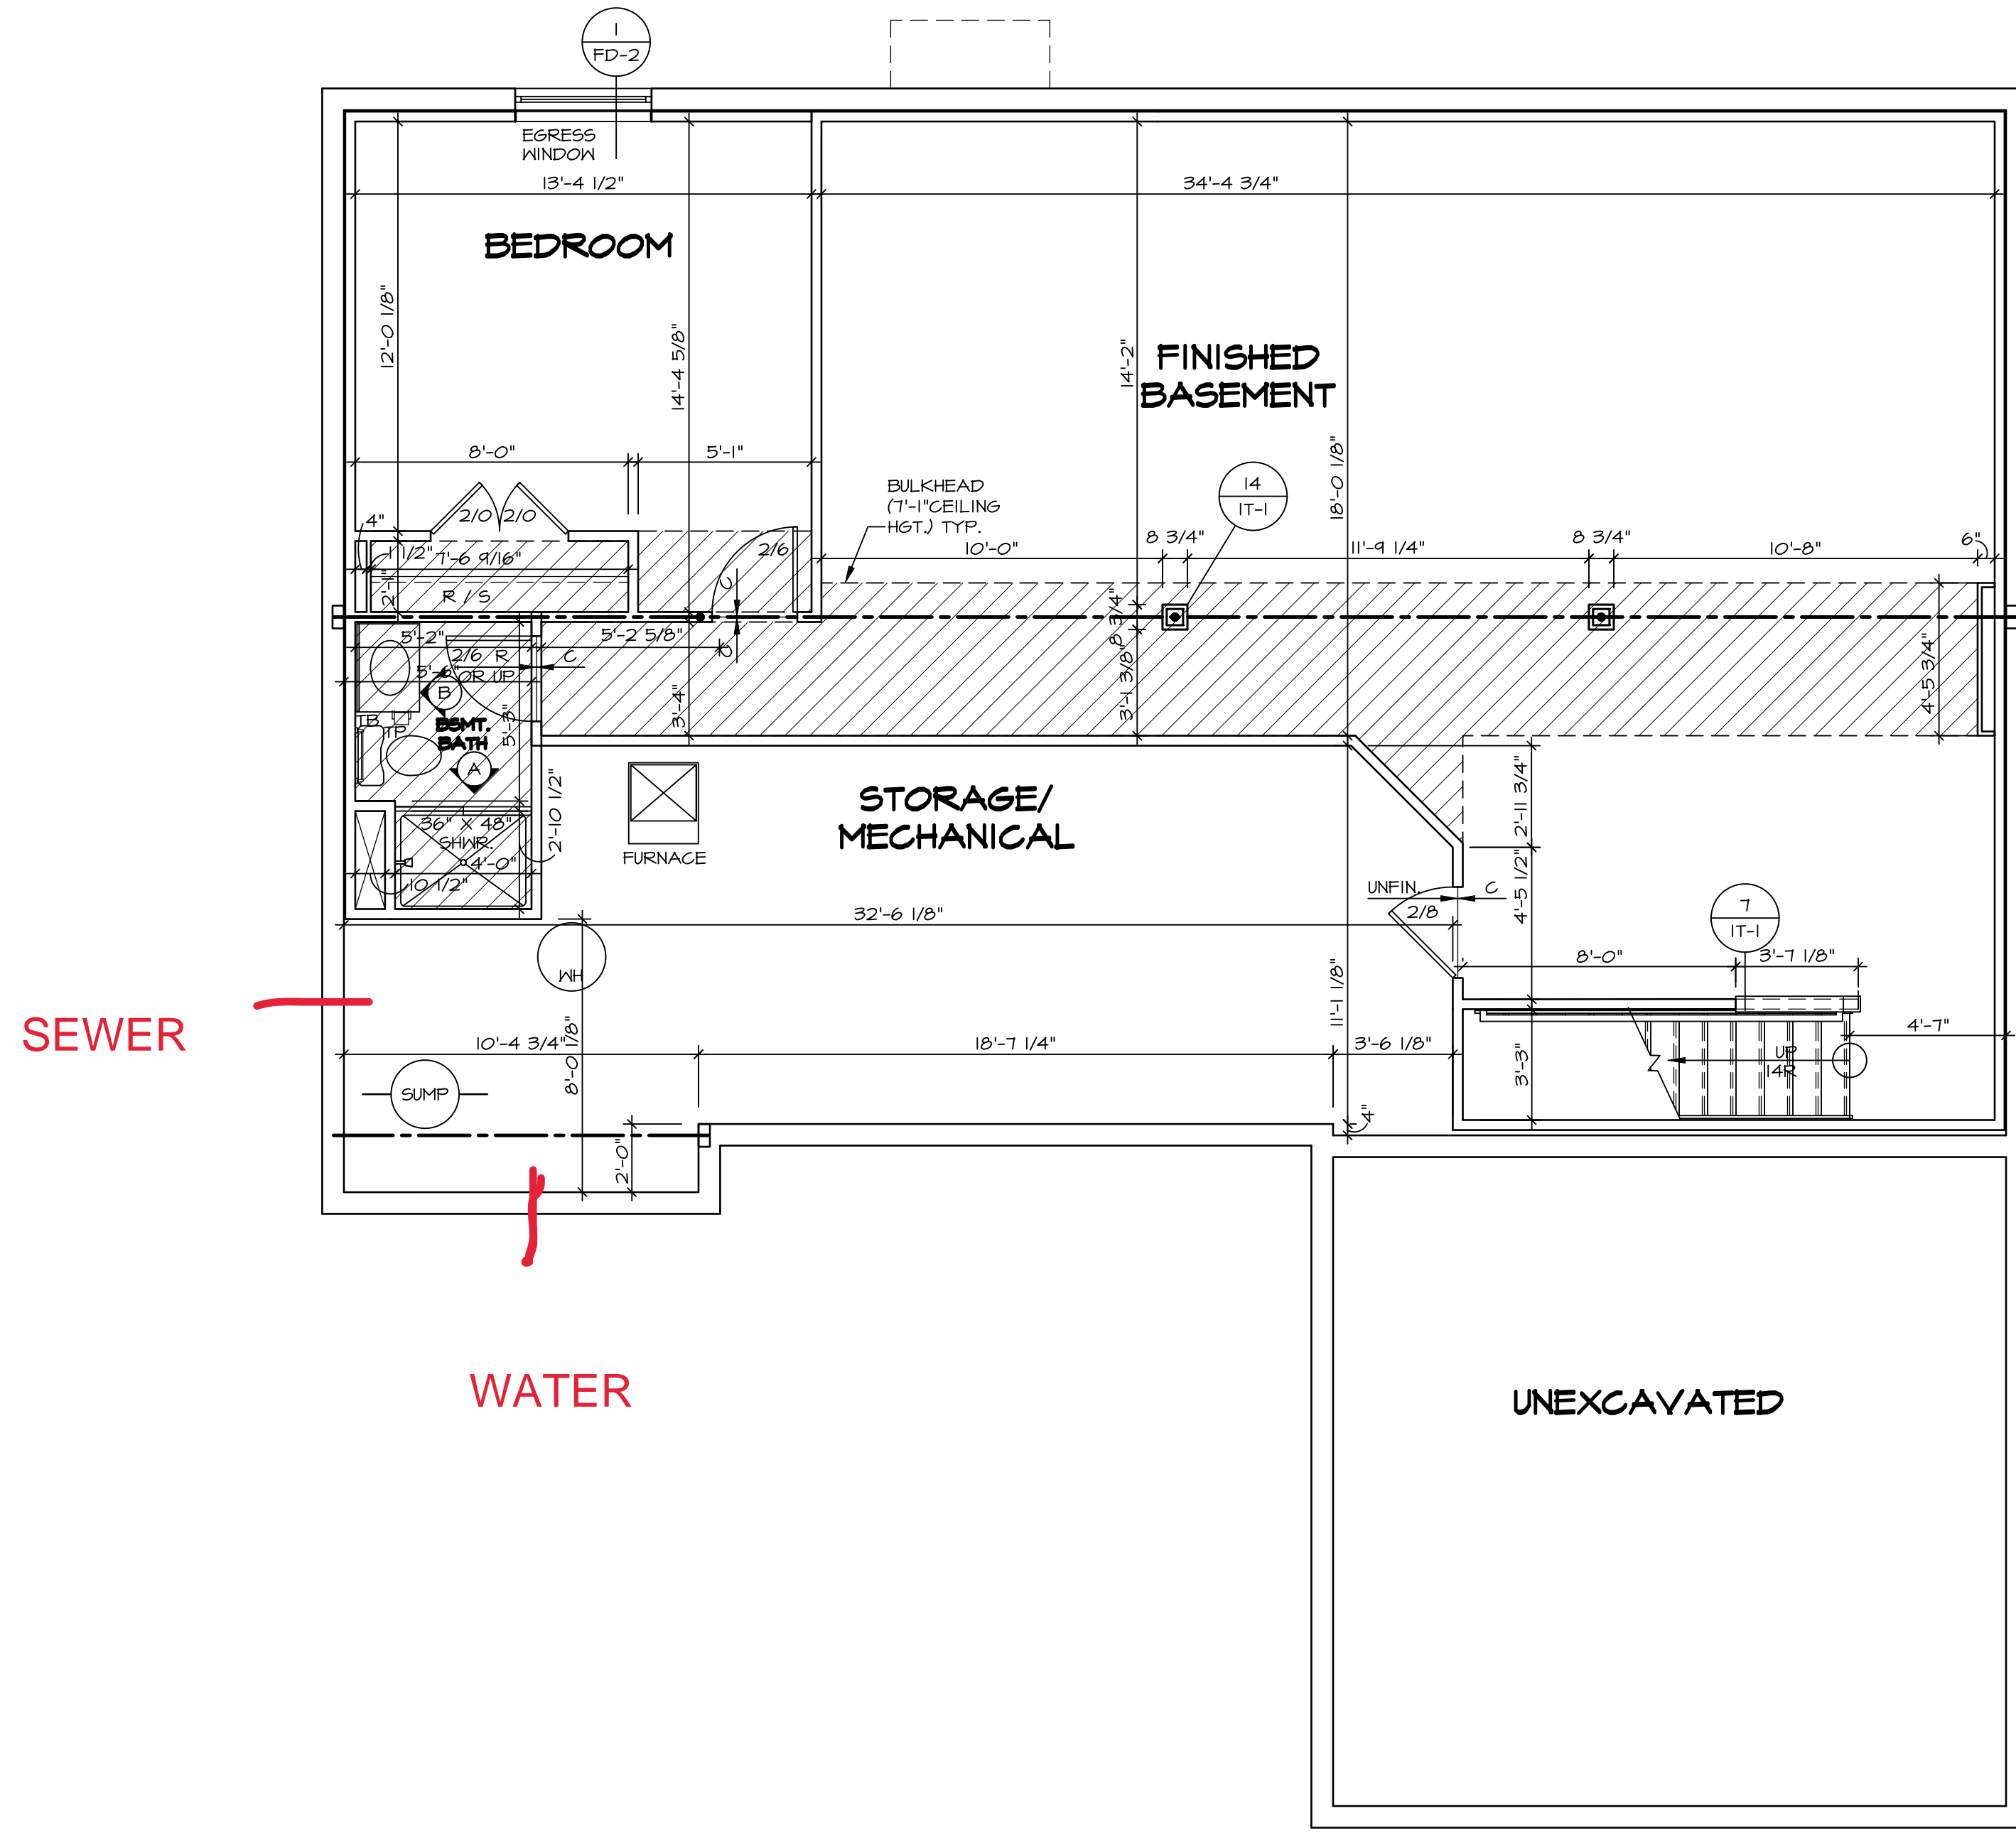 1
FD-2
EGRESS
WINDOW
13'-4 1/2"
34'-4 3/4"
BEDROOM
12'-0 1/8"
14'-4 5/8"
14'-2"
FINISHED
BASEMENT
18'-0 1/8"
8'-0"
5'-1"
BULKHEAD
(7'-1"CEILING
HGT.) TYP.
14
1T-1
2/0 2/0
4"
1 1/2"
7'-6 9/16"
2/6
10'-0"
8 3/4"
11'-9 1/4"
8 3/4"
10'-8"
6"
2'-1"
R / S
C
C
8 3/4"
5'-2"
5'-2 5/8"
2/6 R C
5'-6" OR UP
B
TB
TP
BSMT.
BATH
5'-3"
3'-4"
3'-1 3/8"
4'-5 3/4"
A
36" X 48"
SHWR.
4'-0"
10 1/2"
2'-10 1/2"
FURNACE
STORAGE/
MECHANICAL
2'-11 3/4"
4'-5 1/2"
UNFIN. C
2/8
32'-6 1/8"
7
1T-1
WH
8'-0"
3'-7 1/8"
11'-1 1/8"
SEWER
10'-4 3/4"
8'-0 1/8"
18'-7 1/4"
3'-6 1/8"
3'-3"
UP
14R
4'-7"
SUMP
2'-0"
4"
WATER
UNEXCAVATED